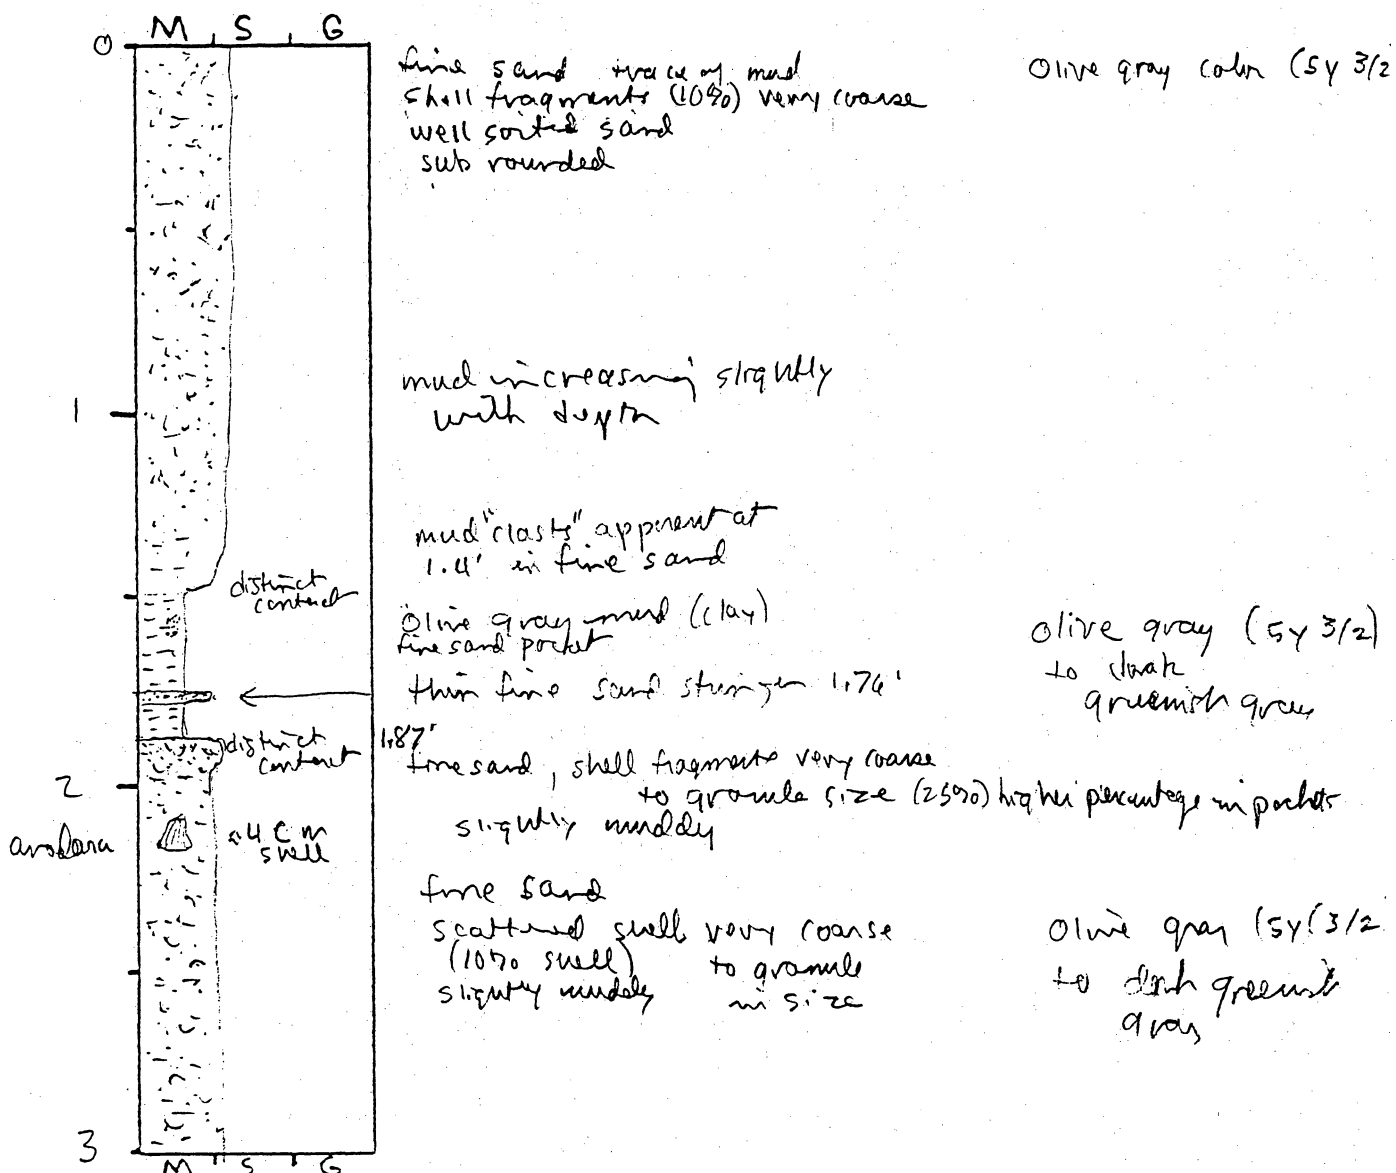 M S G
0
fine sand trace of mud
shell fragments (10%) very coarse
well sorted sand
sub rounded
Olive gray color (5y 3/2
mud increasing slightly
with depth
1
mud "clasts" apparent at
1.4' in fine sand
distinct
contact
Olive gray mud (clay)
fine sand pocket
Olive gray (5y 3/2)
to dark
greenish gray
thin fine sand stringer 1.76'
distinct
contact
1.87'
fine sand, shell fragments very coarse
to granule size (25%) higher percentage in pockets
slightly muddy
2
4 cm
shell
fine sand
scattered shell very coarse
(10% shell) to granule
slightly muddy in size
Olive gray (5y(3/2
to dark greenish
gray
3
M S G